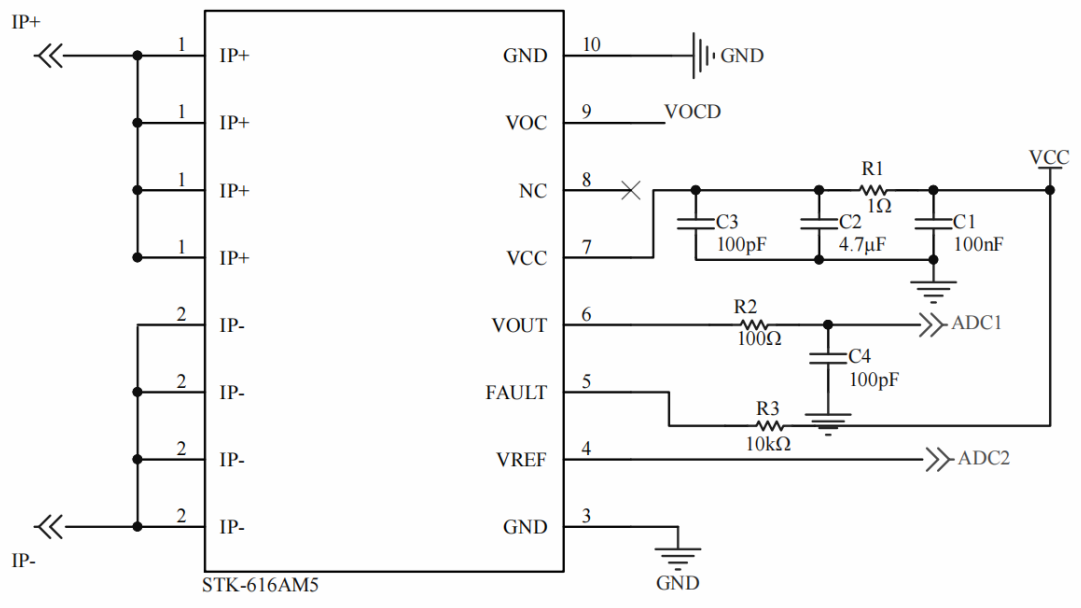 IP+
1 IP+ GND 10 GND
1 IP+ VOC 9 VOCD
1 IP+ NC 8
R1
1Ω
VCC
C3
100pF
C2
4.7μF
C1
100nF
1 IP+ VCC 7
2 IP- VOUT 6
R2
100Ω
ADC1
C4
100pF
2 IP- FAULT 5
R3
10kΩ
2 IP- VREF 4 ADC2
2 IP- GND 3
IP-
GND
STK-616AM5